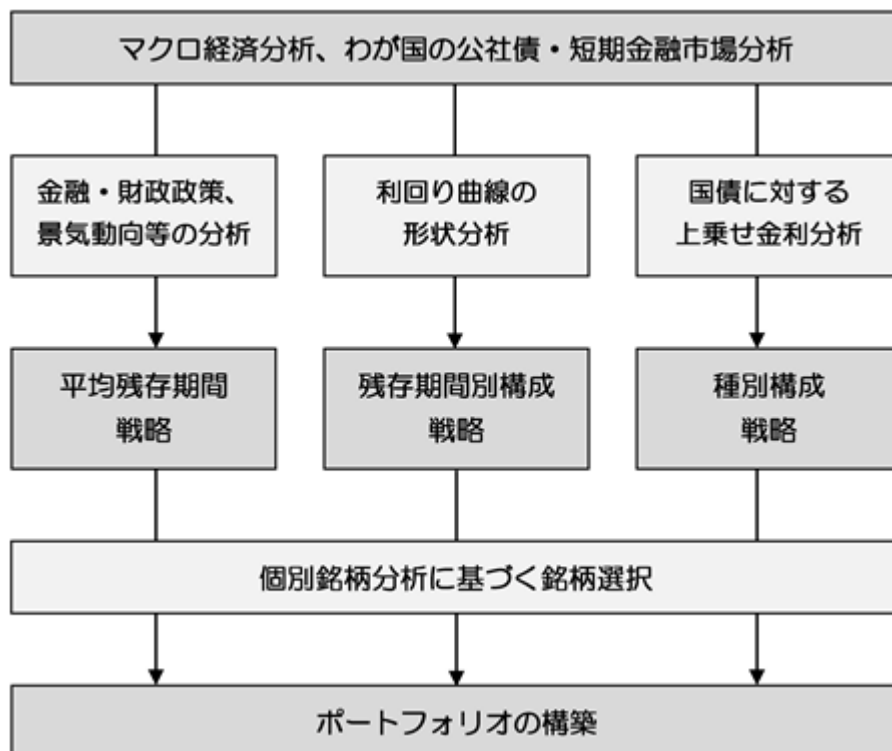 マクロ経済分析、わが国の公社債・短期金融市場分析
金融・財政政策、
景気動向等の分析
利回り曲線の
形状分析
国債に対する
上乗せ金利分析
平均残存期間
戦略
残存期間別構成
戦略
種別構成
戦略
個別銘柄分析に基づく銘柄選択
ポートフォリオの構築